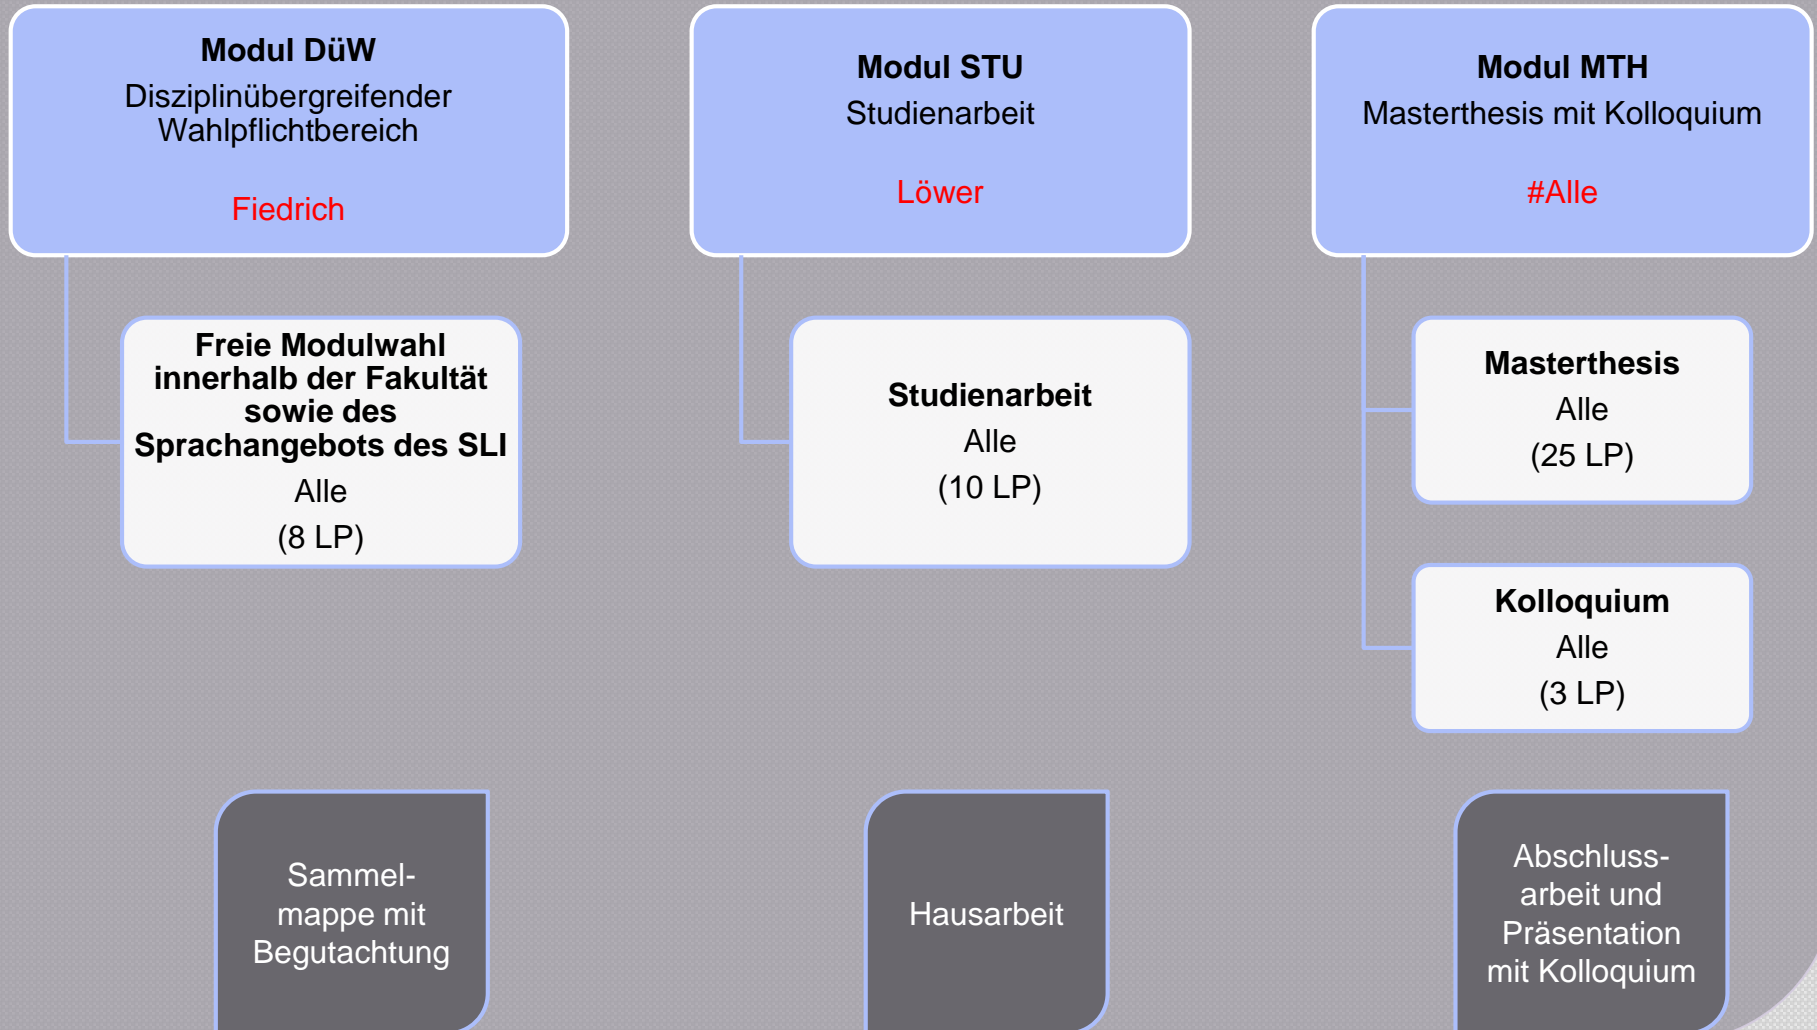 Modul DüW
Disziplinübergreifender
Wahlpflichtbereich
Fiedrich
Freie Modulwahl
innerhalb der Fakultät
sowie des
Sprachangebots des SLI
Alle
(8 LP)
Sammel-
mappe mit
Begutachtung
Modul STU
Studienarbeit
Löwer
Studienarbeit
Alle
(10 LP)
Hausarbeit
Modul MTH
Masterthesis mit Kolloquium
#Alle
Masterthesis
Alle
(25 LP)
Kolloquium
Alle
(3 LP)
Abschluss-
arbeit und
Präsentation
mit Kolloquium